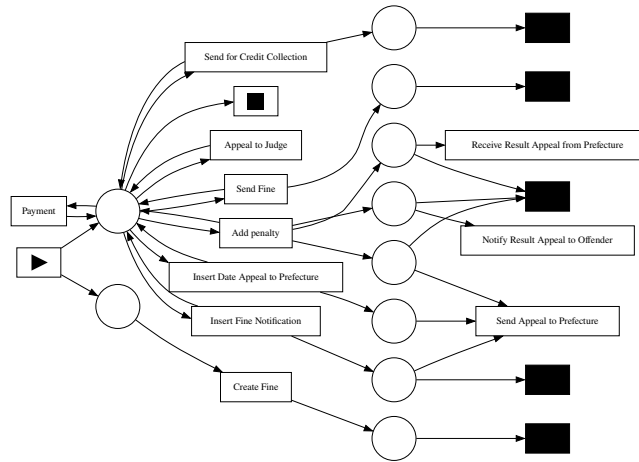 Send for Credit Collection
Appeal to Judge
Receive Result Appeal from Prefecture
Send Fine
Payment
Add penalty
Notify Result Appeal to Offender
Insert Date Appeal to Prefecture
Insert Fine Notification
Send Appeal to Prefecture
Create Fine